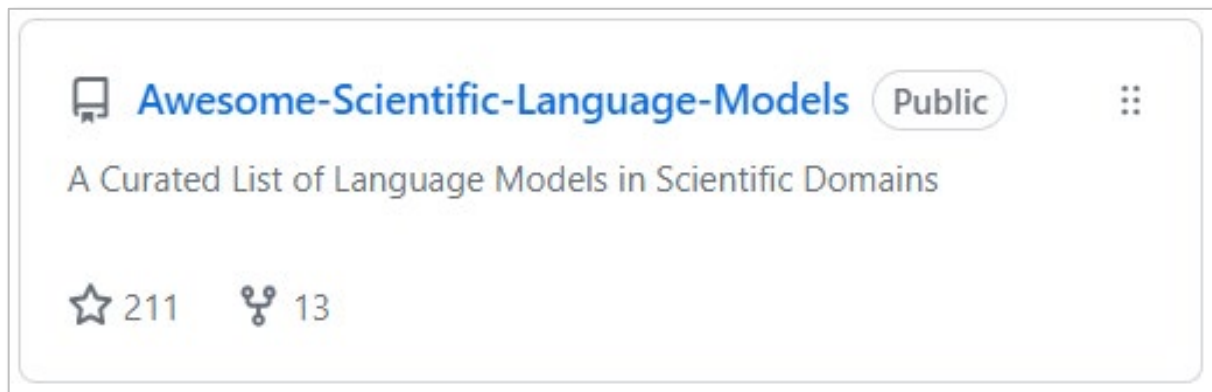 Awesome-Scientific-Language-Models Public
A Curated List of Language Models in Scientific Domains
211 13